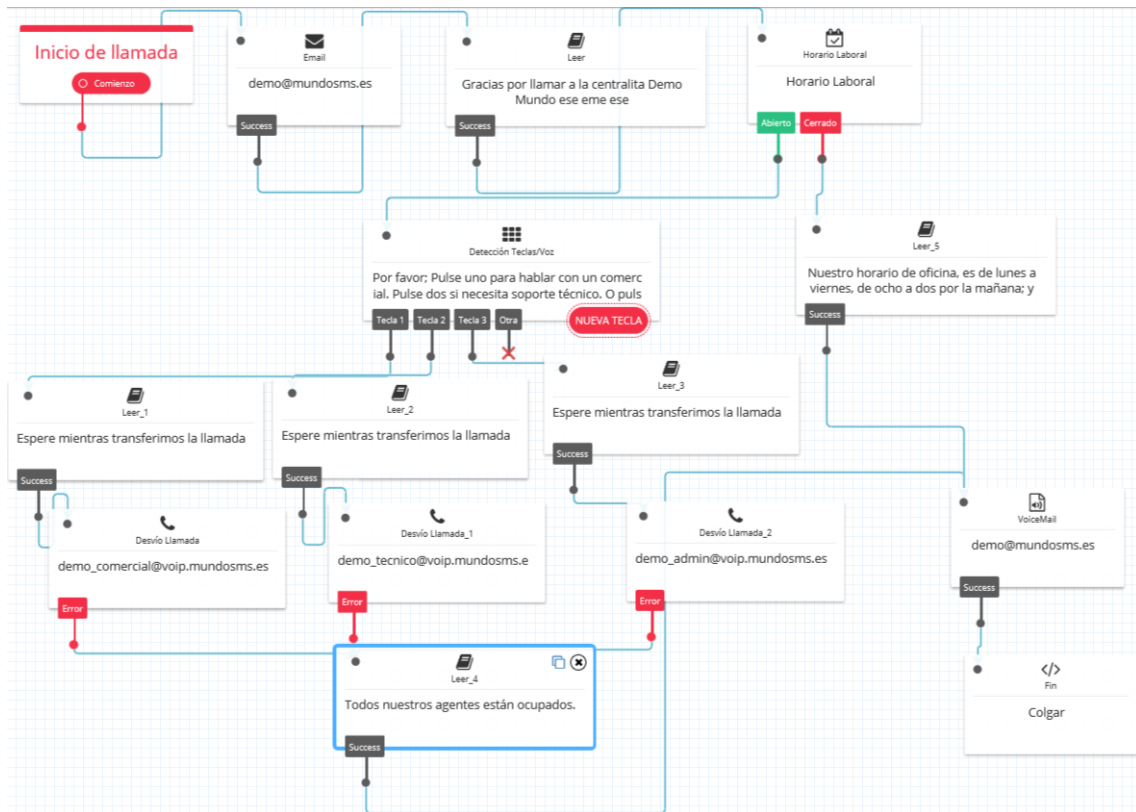 Inicio de llamada
Comienzo
Email
demo@mundosms.es
Success
Leer
Gracias por llamar a la centralita Demo
Mundo ese eme ese
Success
Horario Laboral
Horario Laboral
Abierto
Cerrado
Detección Teclas/Voz
Por favor; Pulse uno para hablar con un comerc
ial. Pulse dos si necesita soporte técnico. O puls
Tecla 1
Tecla 2
Tecla 3
Otra
NUEVA TECLA
Leer_5
Nuestro horario de oficina, es de lunes a
viernes, de ocho a dos por la mañana; y
Success
Leer_1
Espere mientras transferimos la llamada
Success
Leer_2
Espere mientras transferimos la llamada
Success
Leer_3
Espere mientras transferimos la llamada
Success
Desvío Llamada
demo_comercial@voip.mundosms.es
Error
Desvío Llamada_1
demo_tecnico@voip.mundosms.e
Error
Desvío Llamada_2
demo_admin@voip.mundosms.es
Error
VoiceMail
demo@mundosms.es
Success
Leer_4
Todos nuestros agentes están ocupados.
Success
Fin
Colgar